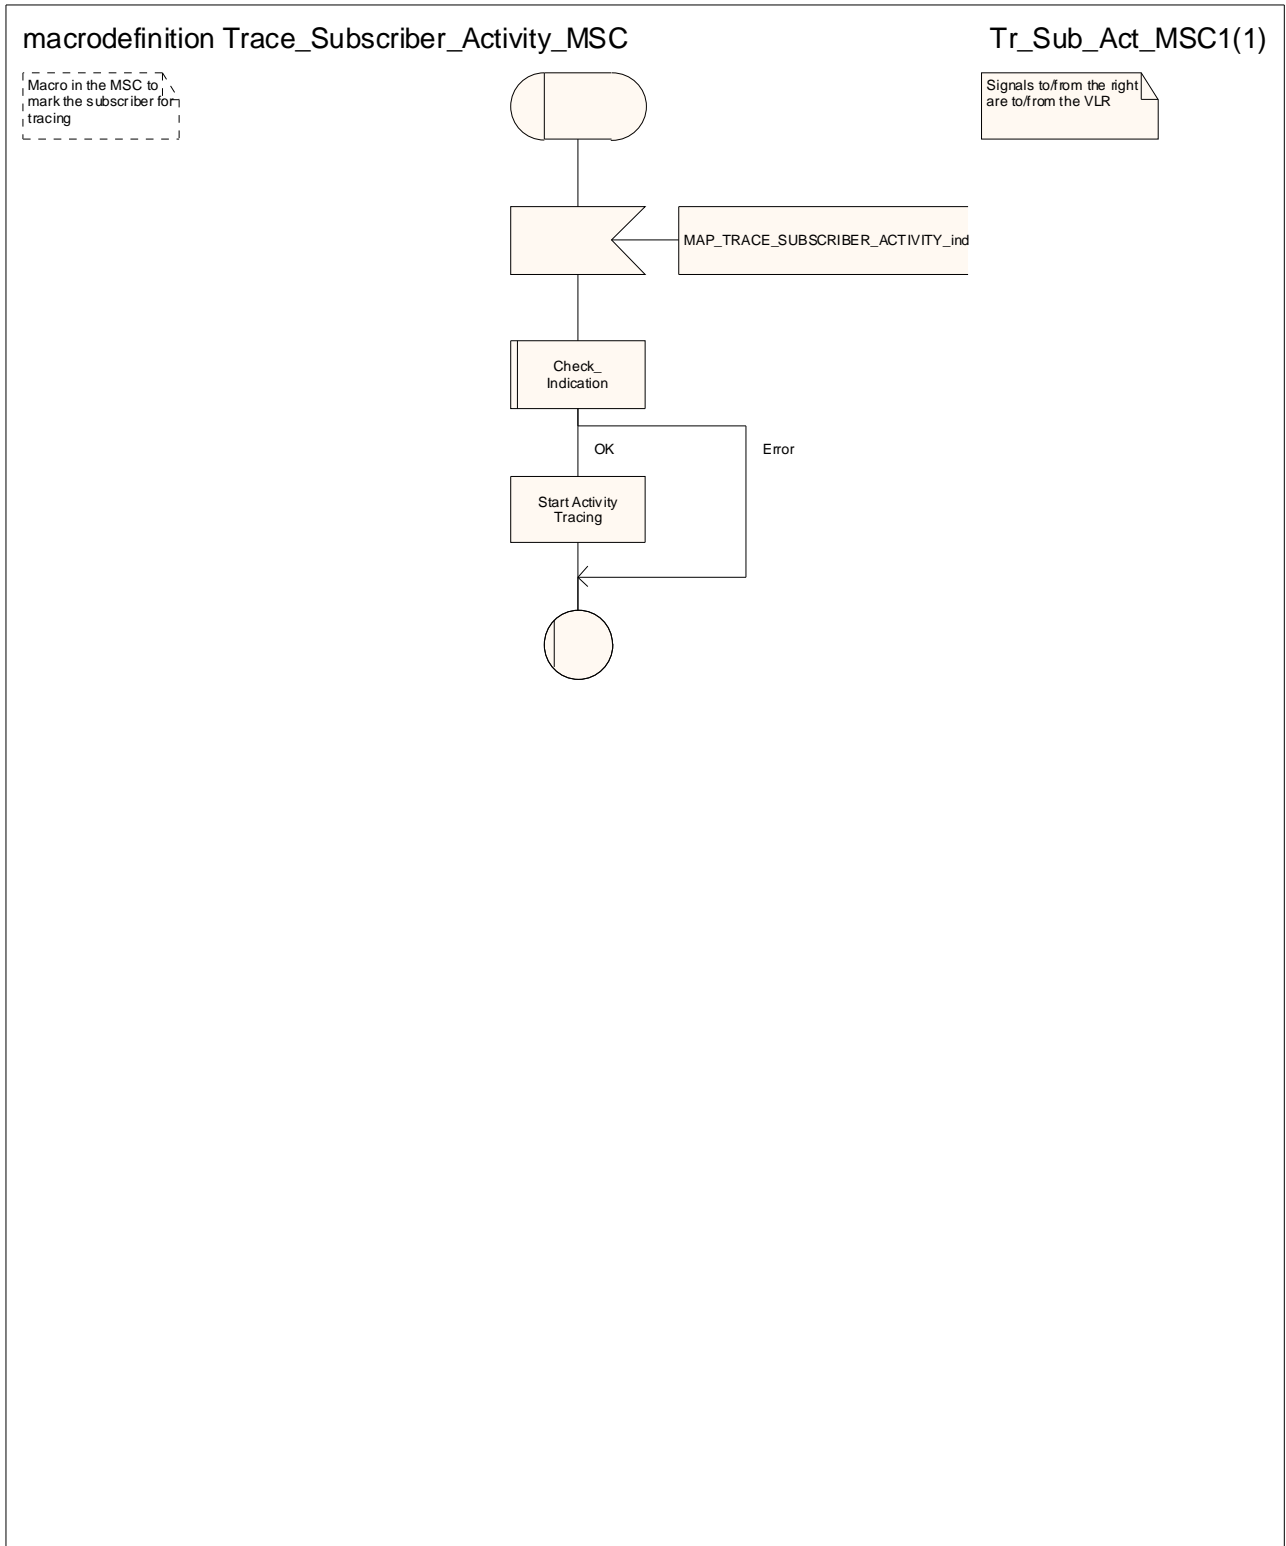 macrodefinition Trace_Subscriber_Activity_MSC
Tr_Sub_Act_MSC1(1)
Macro in the MSC to
mark the subscriber for
tracing
Signals to/from the right
are to/from the VLR
MAP_TRACE_SUBSCRIBER_ACTIVITY_ind
Check_
Indication
OK
Error
Start Activity
Tracing